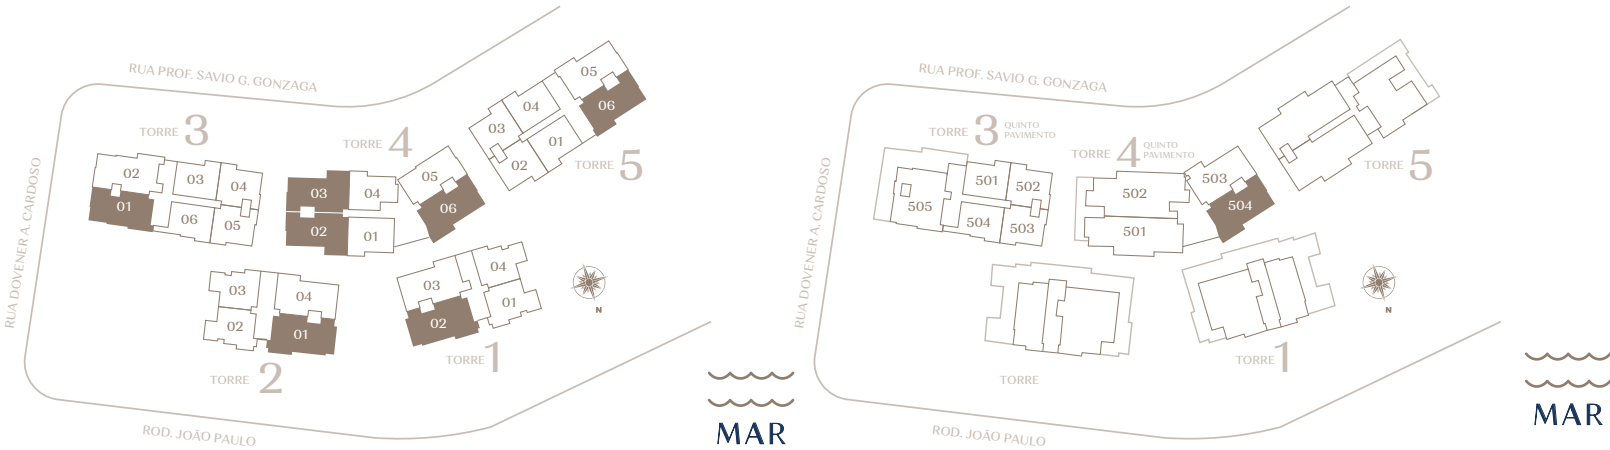 RUA PROF. SAVIO G. GONZAGA
RUA DOVENER A. CARDOSO
ROD. JOÃO PAULO
TORRE 3
02
03
04
01
06
05
TORRE 4
03
04
02
01
05
06
TORRE 5
05
04
06
03
01
02
TORRE 2
03
04
02
01
TORRE 1
04
03
01
02
N
MAR
RUA PROF. SAVIO G. GONZAGA
RUA DOVENER A. CARDOSO
ROD. JOÃO PAULO
TORRE 3 QUINTO
PAVIMENTO
501
502
505
504
503
TORRE 4 QUINTO
PAVIMENTO
502
501
503
504
TORRE 5
TORRE
TORRE 1
N
MAR